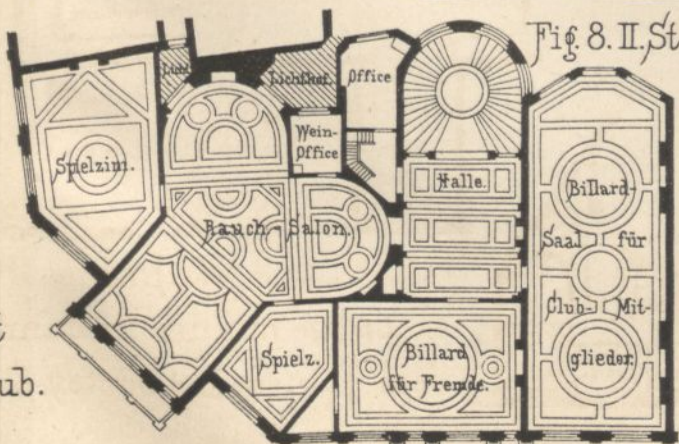 Fig. 8. II. St
Licht
Lichthof.
Office
Wein-
Office
Spielzim.
Halle.
Rauch-Salon.
Billard-
Saal für
Club-Mit-
glieder.
Spielz.
Billard
für Fremde.
ub.